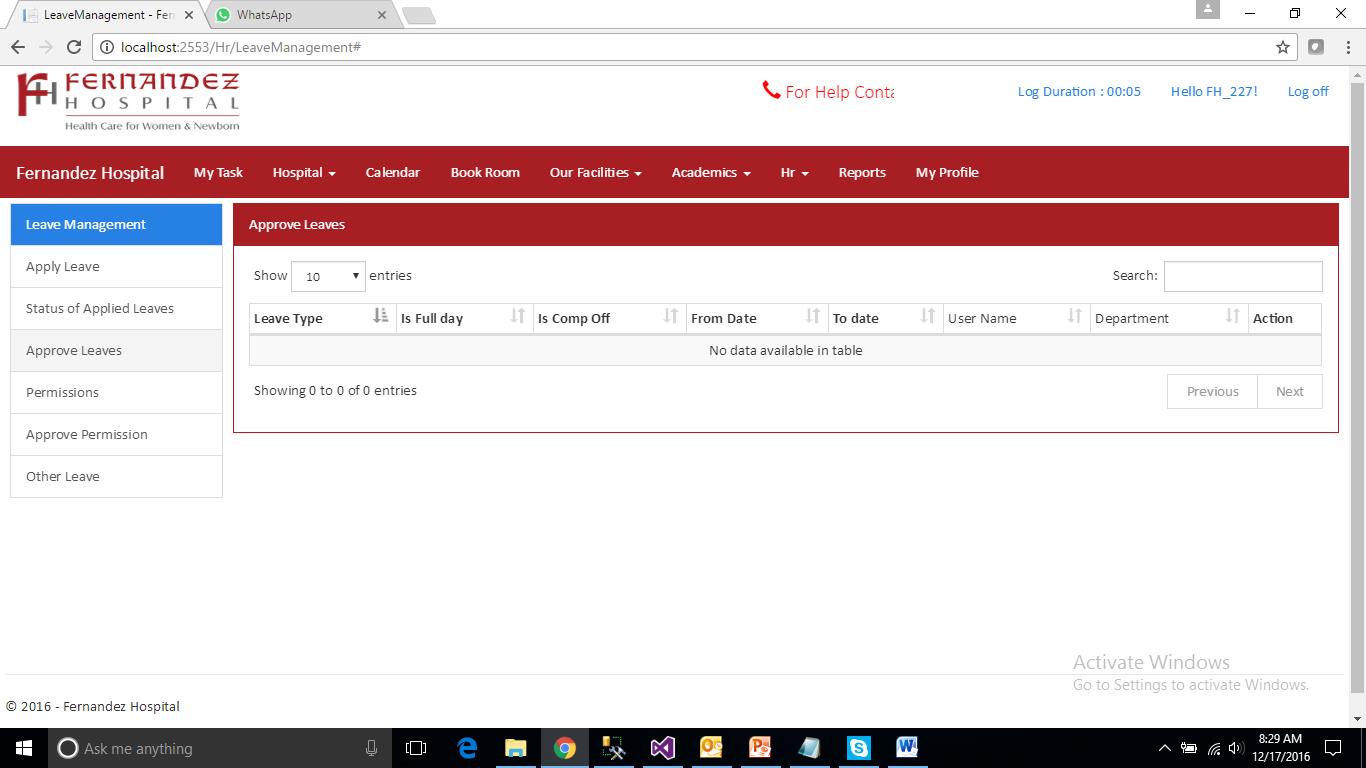 LeaveManagement - Fer
WhatsApp
localhost:2553/Hr/LeaveManagement#
FH FERNANDEZ
HOSPITAL
Health Care for Women & Newborn
For Help Conta
Log Duration : 00:05
Hello FH_227!
Log off
Fernandez Hospital My Task Hospital Calendar Book Room Our Facilities Academics Hr Reports My Profile
Leave Management
Apply Leave
Status of Applied Leaves
Approve Leaves
Permissions
Approve Permission
Other Leave
Approve Leaves
Show 10 entries
Search:
Leave Type Is Full day Is Comp Off From Date To date User Name Department Action
No data available in table
Showing 0 to 0 of 0 entries
Previous Next
Activate Windows
Go to Settings to activate Windows.
© 2016 - Fernandez Hospital
Ask me anything
8:29 AM
12/17/2016